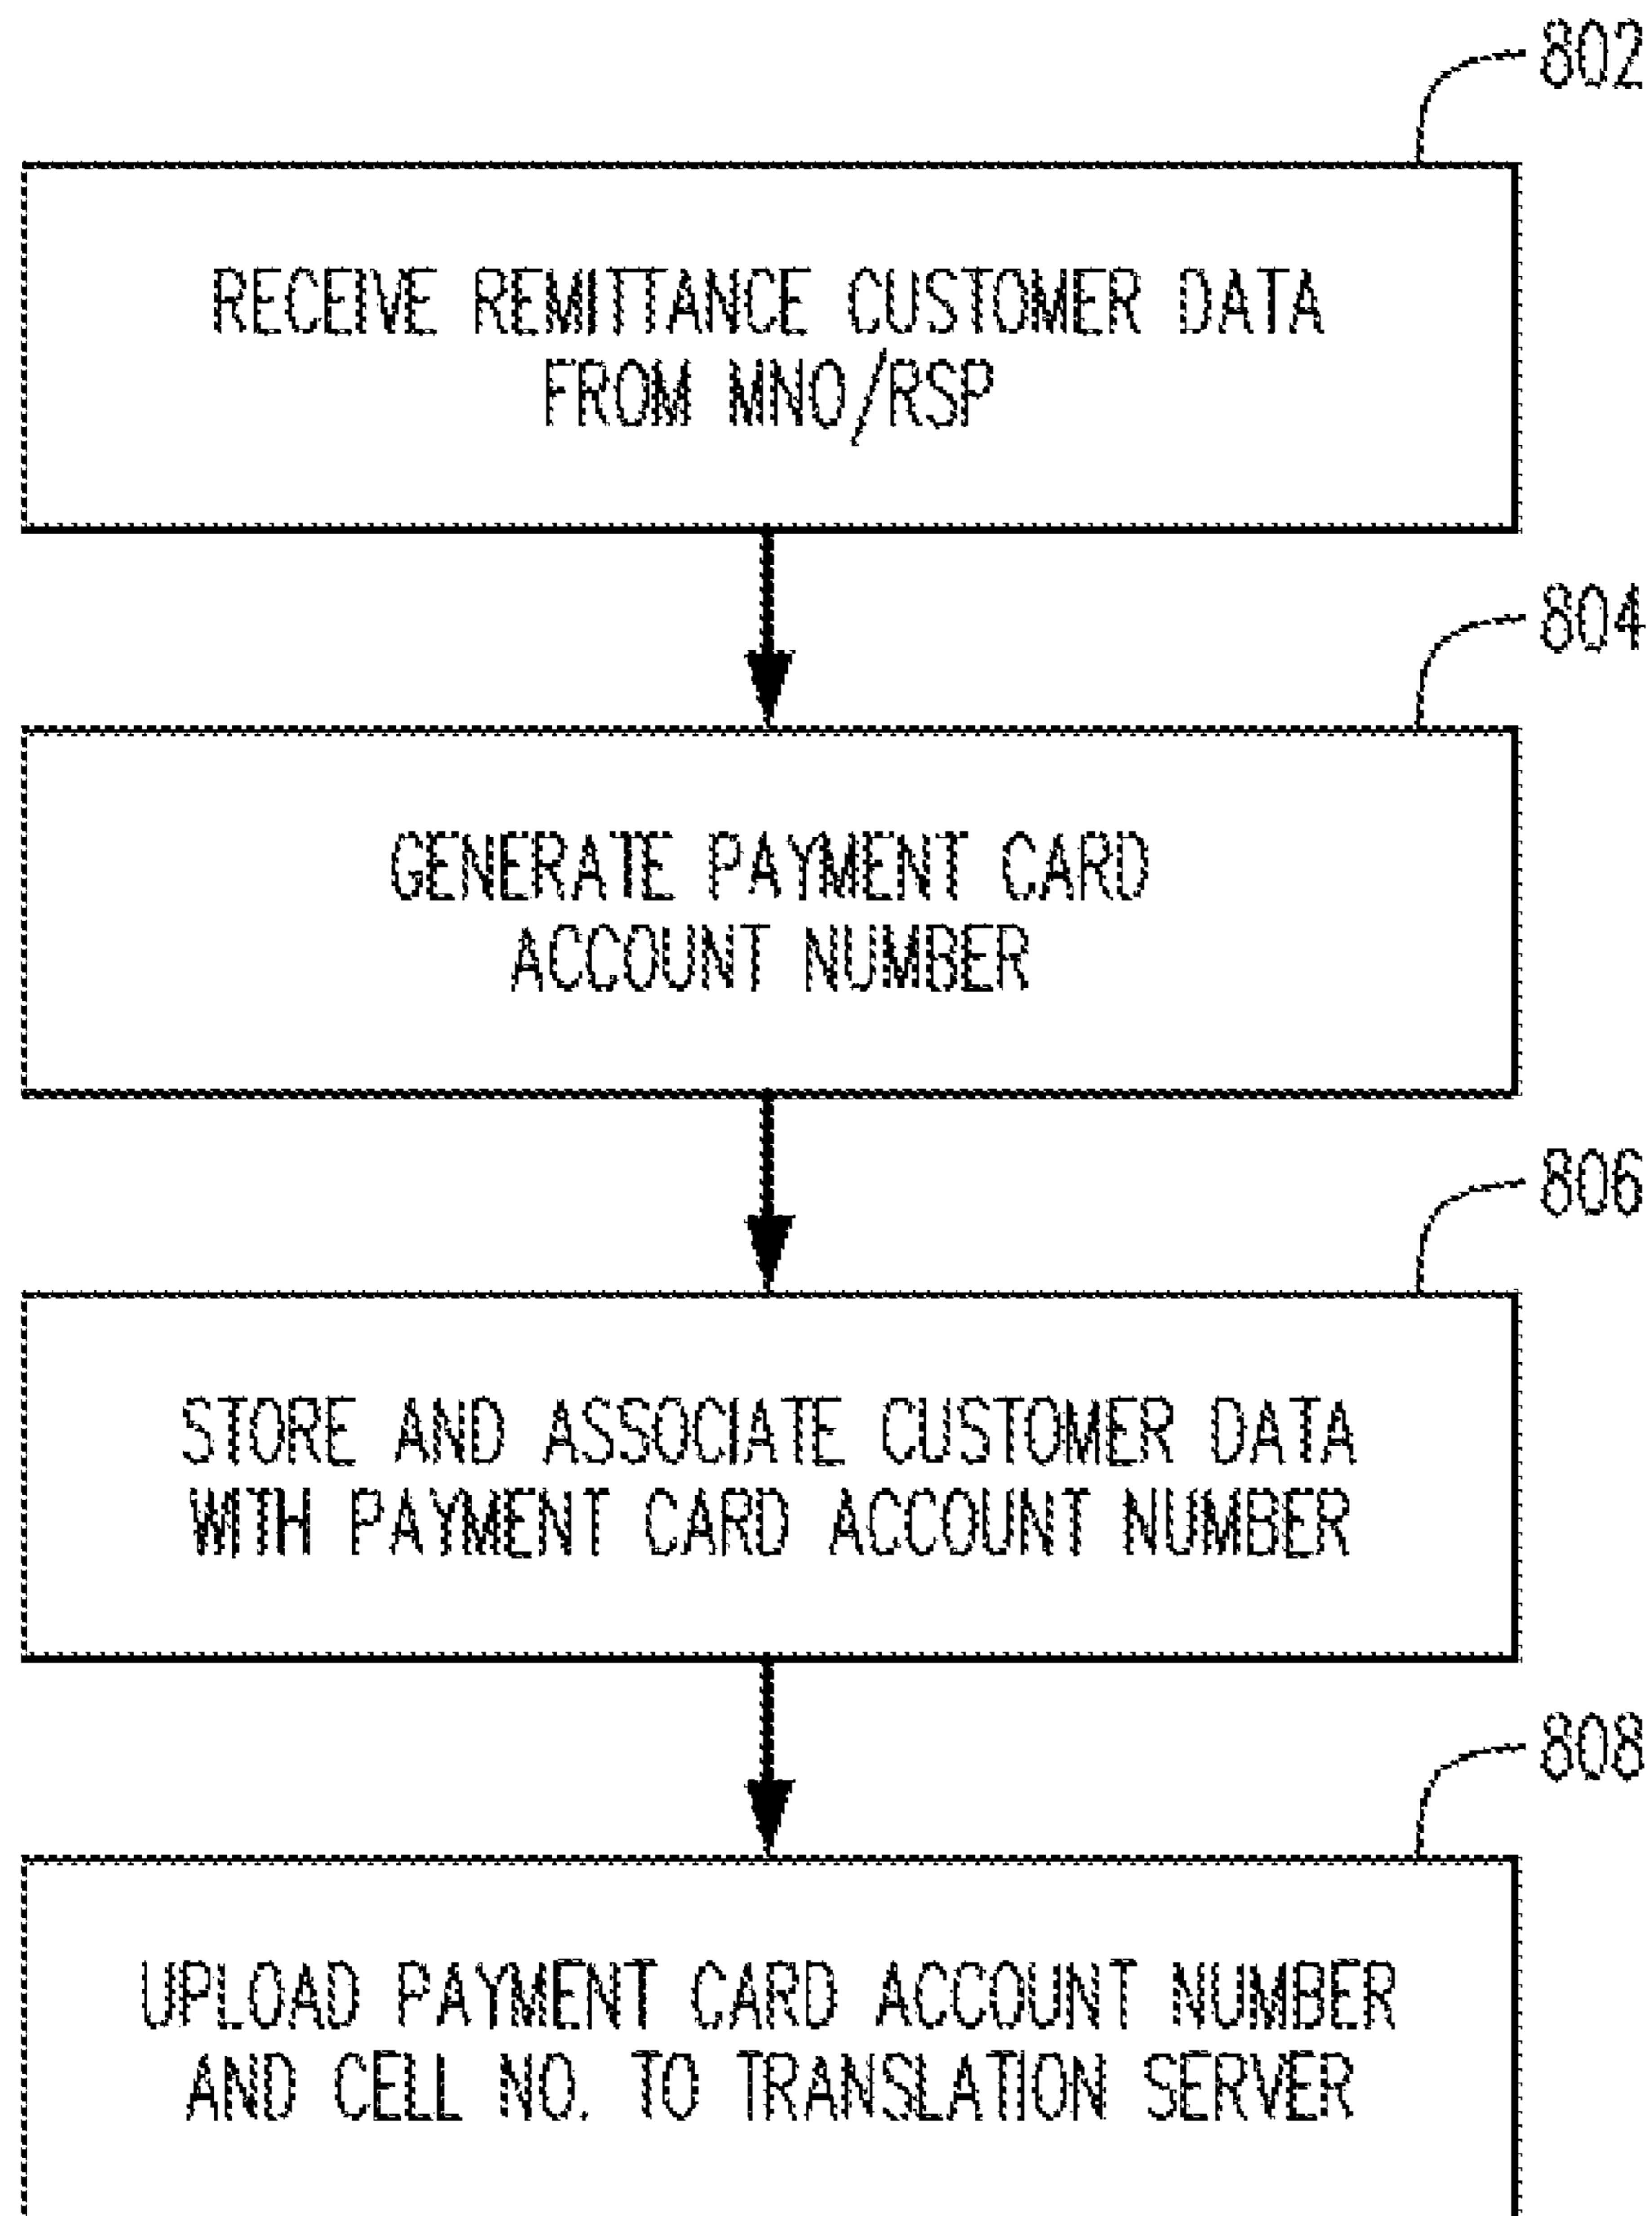 802
RECEIVE REMITTANCE CUSTOMER DATA
FROM MNO/RSP
804
GENERATE PAYMENT CARD
ACCOUNT NUMBER
806
STORE AND ASSOCIATE CUSTOMER DATA
WITH PAYMENT CARD ACCOUNT NUMBER
808
UPLOAD PAYMENT CARD ACCOUNT NUMBER
AND CELL NO. TO TRANSLATION SERVER